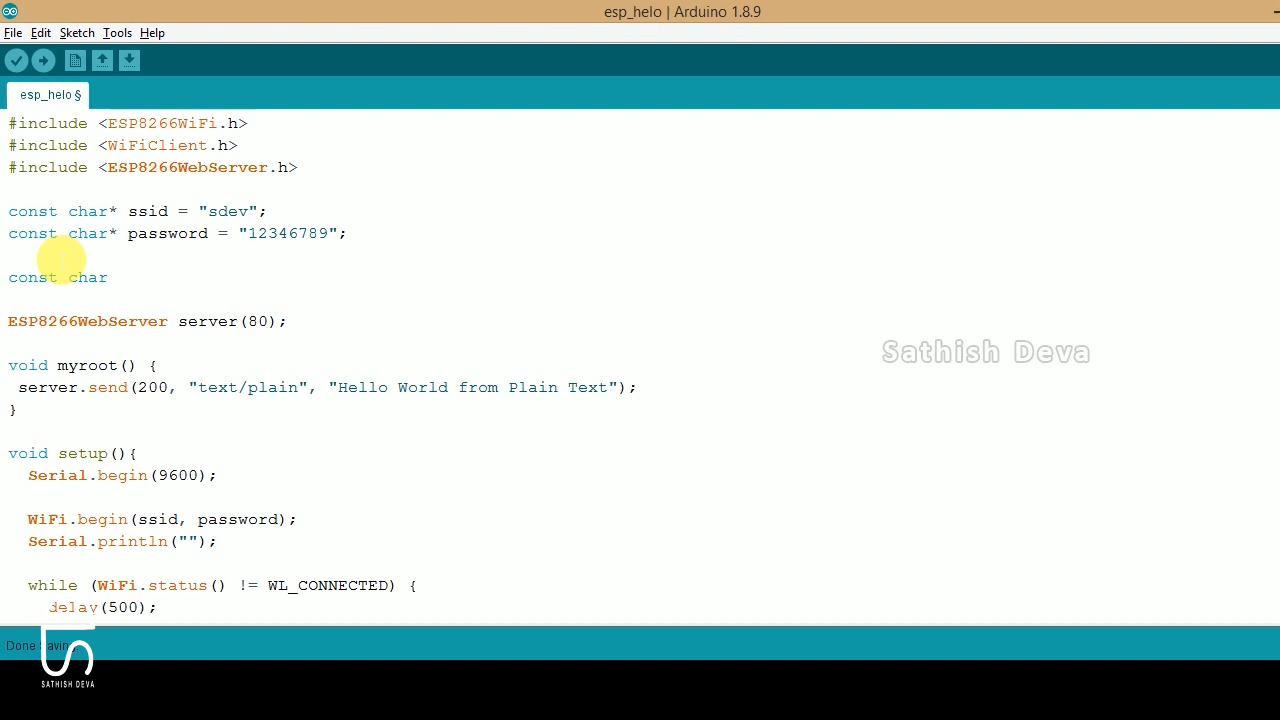 esp_helo | Arduino 1.8.9
File Edit Sketch Tools Help
esp_helo §
#include <ESP8266WiFi.h>
#include <WiFiClient.h>
#include <ESP8266WebServer.h>
const char* ssid = "sdev";
const char* password = "12346789";
const char
ESP8266WebServer server(80);
void myroot() {
server.send(200, "text/plain", "Hello World from Plain Text");
}
Sathish Deva
void setup(){
Serial.begin(9600);
WiFi.begin(ssid, password);
Serial.println("");
while (WiFi.status() != WL_CONNECTED) {
delay(500);
Done Saving.
SATHISH DEVA